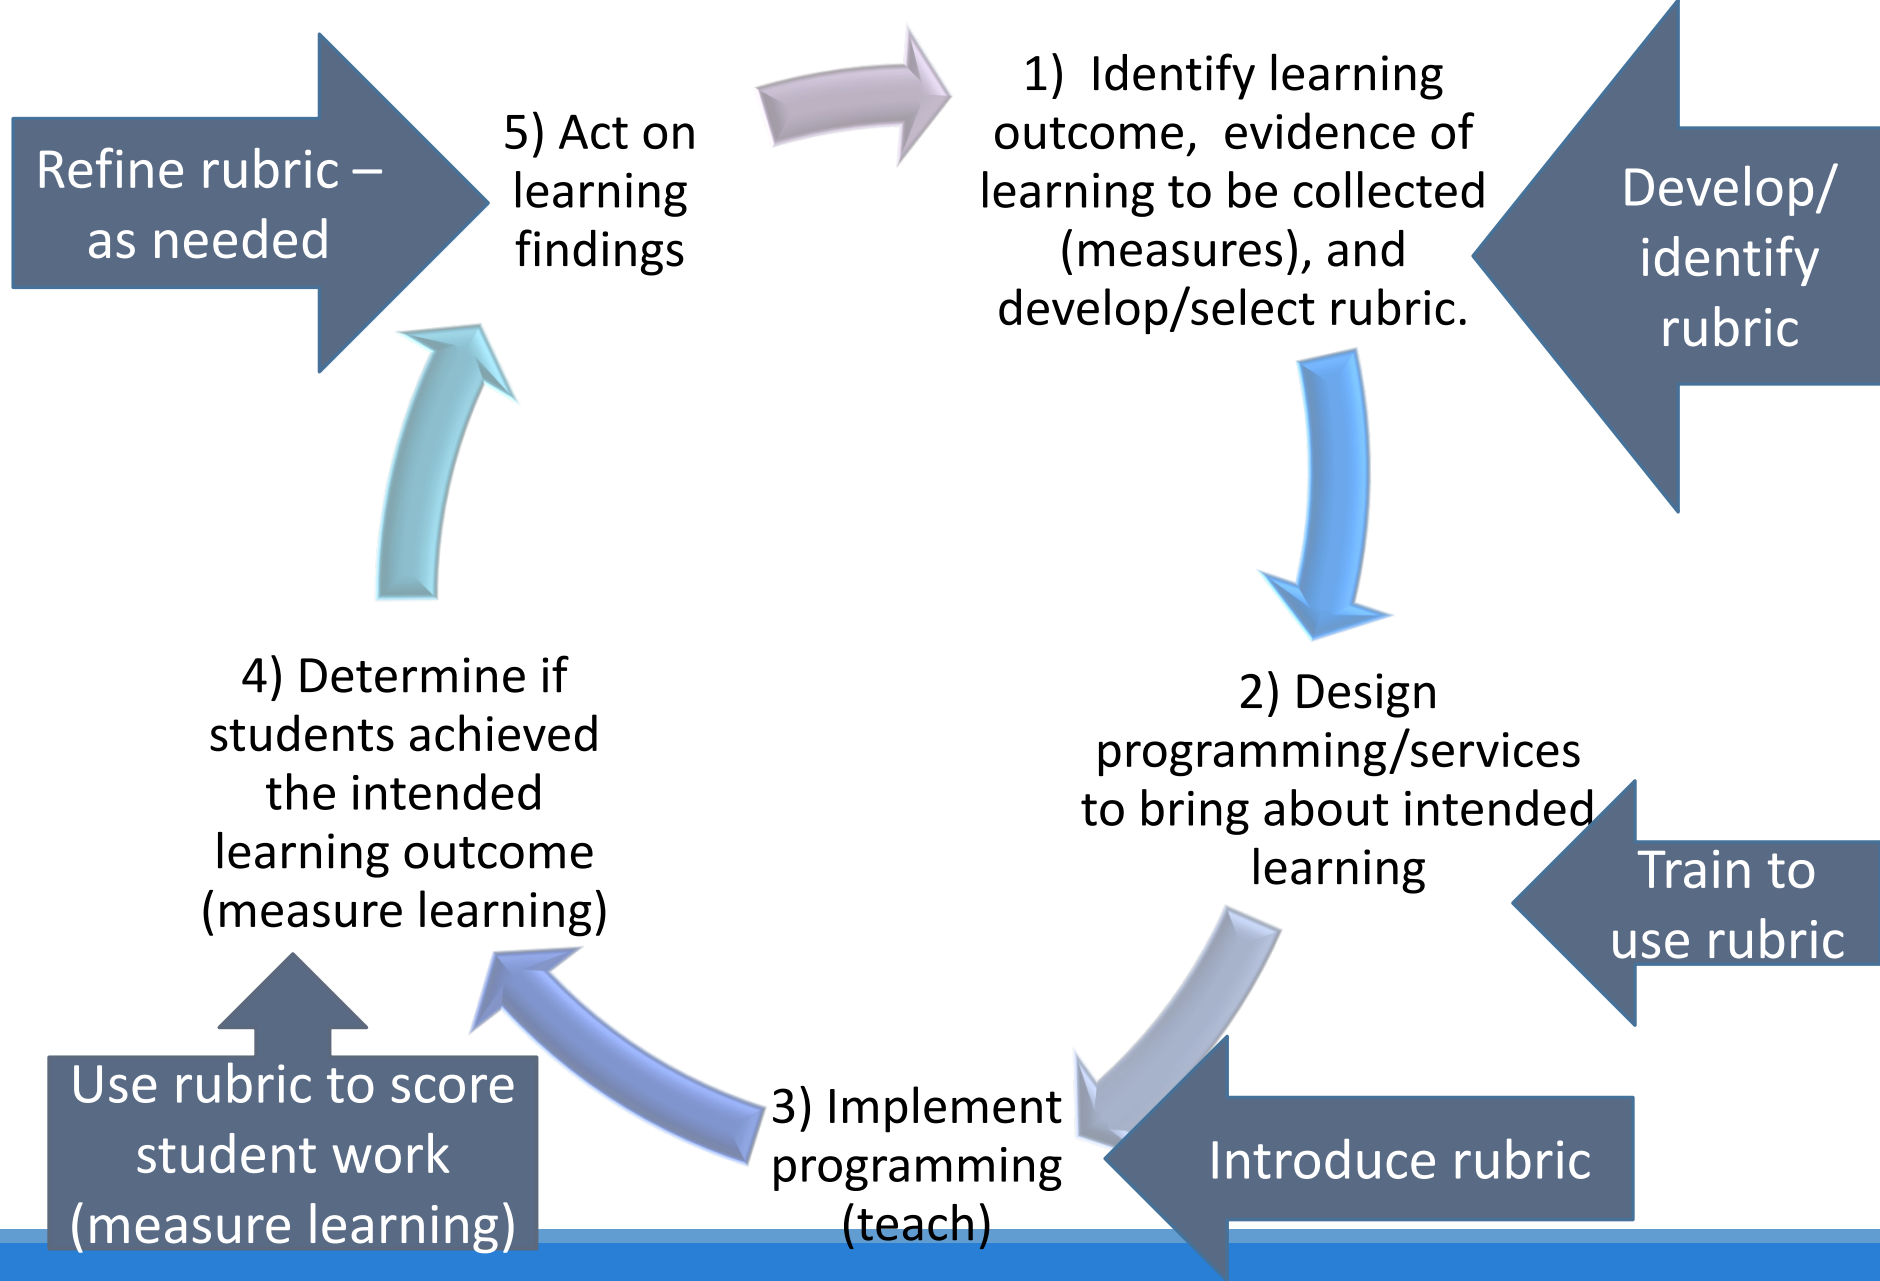 Refine rubric –
as needed
5) Act on
learning
findings
1)  Identify learning
outcome,  evidence of
learning to be collected
(measures), and
develop/select rubric.
Develop/
identify
rubric
2) Design
programming/services
to bring about intended
learning
Train to
use rubric
3) Implement
programming
(teach)
Introduce rubric
4) Determine if
students achieved
the intended
learning outcome
(measure learning)
Use rubric to score
student work
(measure learning)